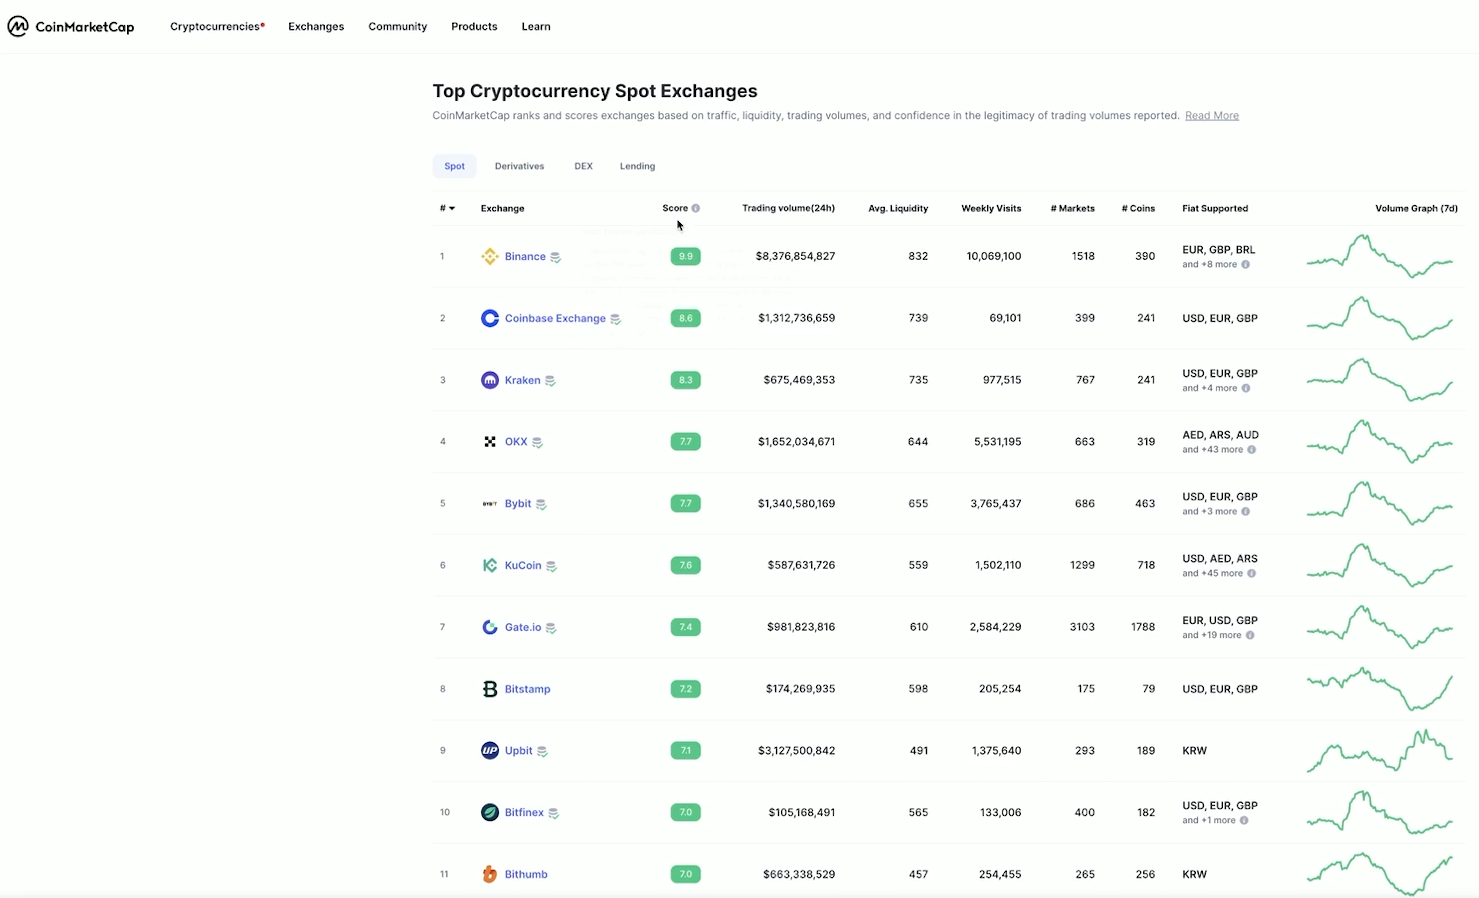 CoinMarketCap Cryptocurrencies Exchanges Community Products Learn
Top Cryptocurrency Spot Exchanges
CoinMarketCap ranks and scores exchanges based on traffic, liquidity, trading volumes, and confidence in the legitimacy of trading volumes reported. Read More
Spot Derivatives DEX Lending
# Exchange Score Trading volume(24h) Avg. Liquidity Weekly Visits # Markets # Coins Fiat Supported Volume Graph (7d)
1 Binance 9.9 $8,376,854,827 832 10,069,100 1518 390 EUR, GBP, BRL
and +8 more
2 Coinbase Exchange 8.6 $1,312,736,659 739 69,101 399 241 USD, EUR, GBP
3 Kraken 8.3 $675,469,353 735 977,515 767 241 USD, EUR, GBP
and +4 more
4 OKX 7.7 $1,652,034,671 644 5,531,195 663 319 AED, ARS, AUD
and +43 more
5 BYBIT Bybit 7.7 $1,340,580,169 655 3,765,437 686 463 USD, EUR, GBP
and +3 more
6 KuCoin 7.6 $587,631,726 559 1,502,110 1299 718 USD, AED, ARS
and +45 more
7 Gate.io 7.4 $981,823,816 610 2,584,229 3103 1788 EUR, USD, GBP
and +19 more
8 Bitstamp 7.2 $174,269,935 598 205,254 175 79 USD, EUR, GBP
9 UP Upbit 7.1 $3,127,500,842 491 1,375,640 293 189 KRW
10 Bitfinex 7.0 $105,168,491 565 133,006 400 182 USD, EUR, GBP
and +1 more
11 Bithumb 7.0 $663,338,529 457 254,455 265 256 KRW